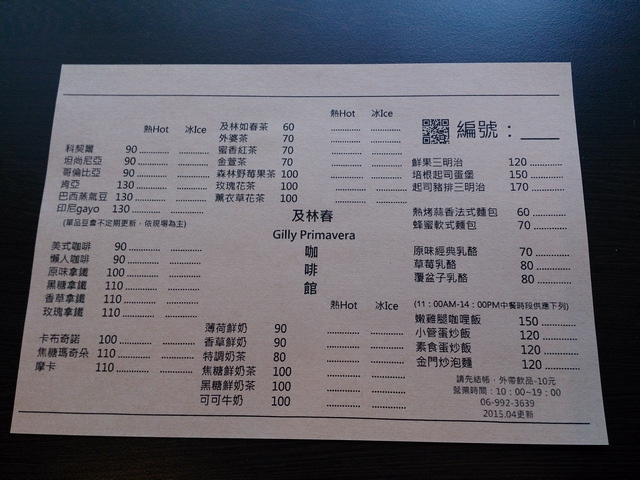 熱Hot 冰Ice
科契爾 90
坦尚尼亞 90
哥倫比亞 90
肯亞 130
巴西蒸氣豆 130
印尼gayo 130
(單品豆會不定期更新，依現場為主)
美式咖啡 90
懶人咖啡 90
原味拿鐵 100
黑糖拿鐵 110
香草拿鐵 110
玫瑰拿鐵 110
卡布奇諾 100
焦糖瑪奇朵 110
摩卡 110
熱Hot 冰Ice
及林如春茶 60
外婆茶 70
蜜香紅茶 70
金萱茶 70
森林野莓果茶 100
玫瑰花茶 100
薰衣草花茶 100
及林春
Gilly Primavera
咖
啡
館
熱Hot 冰Ice
薄荷鮮奶 90
香草鮮奶 90
特調奶茶 80
焦糖鮮奶茶 100
黑糖鮮奶茶 100
可可牛奶 100
編號：
鮮果三明治 120
培根起司蛋堡 150
起司豬排三明治 170
熱烤蒜香法式麵包 60
蜂蜜軟式麵包 70
原味經典乳酪 70
草莓乳酪 80
覆盆子乳酪 80
(11：00AM-14：00PM中餐時段供應下列)
嫩雞腿咖哩飯 150
小管蛋炒飯 120
素食蛋炒飯 120
金門炒泡麵 120
請先結帳，外帶飲品-10元
營業時間：10：00~19：00
06-992-3639
2015.04更新